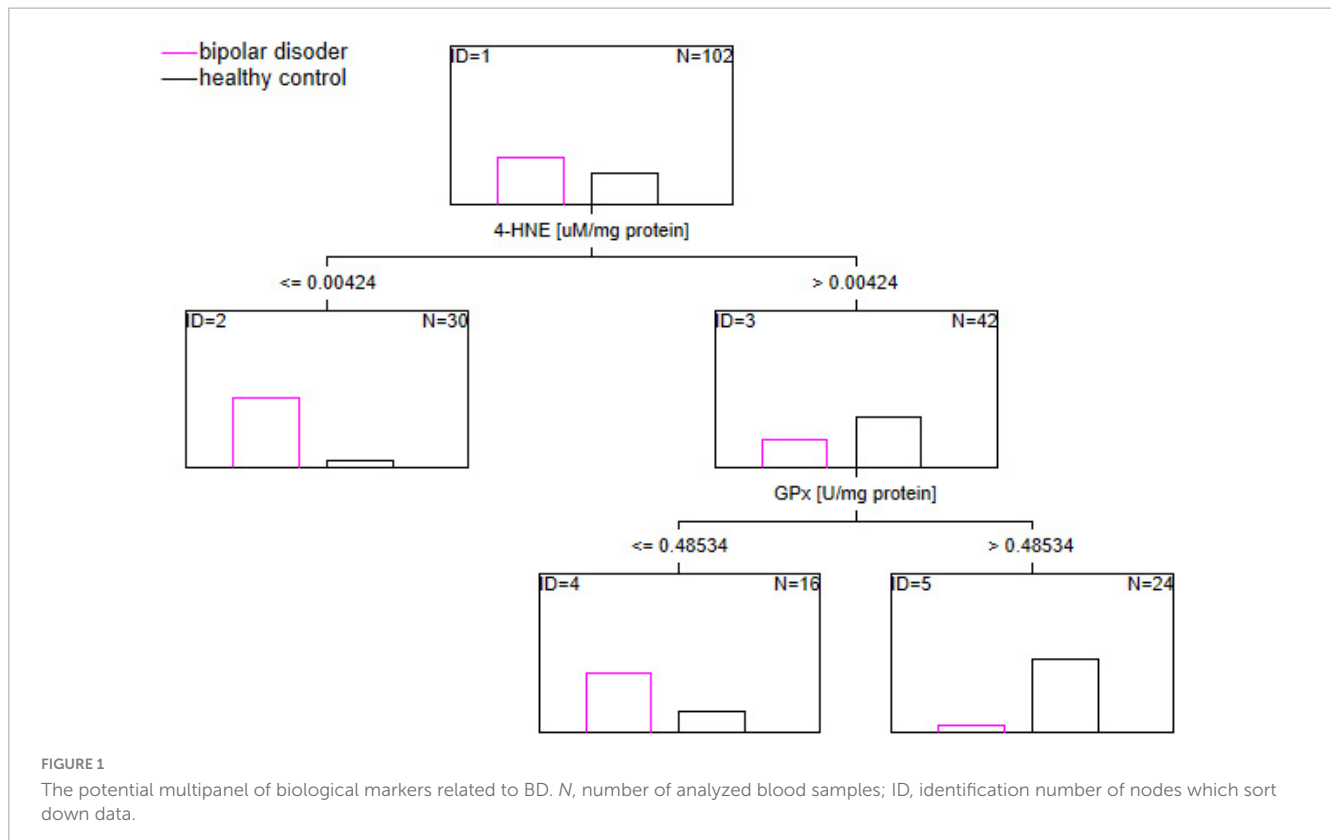 bipolar disoder
healthy control
ID=1 N=102
4-HNE [uM/mg protein]
<= 0.00424 > 0.00424
ID=2 N=30 ID=3 N=42
GPx [U/mg protein]
<= 0.48534 > 0.48534
ID=4 N=16 ID=5 N=24
FIGURE 1
The potential multipanel of biological markers related to BD. N, number of analyzed blood samples; ID, identification number of nodes which sort
down data.